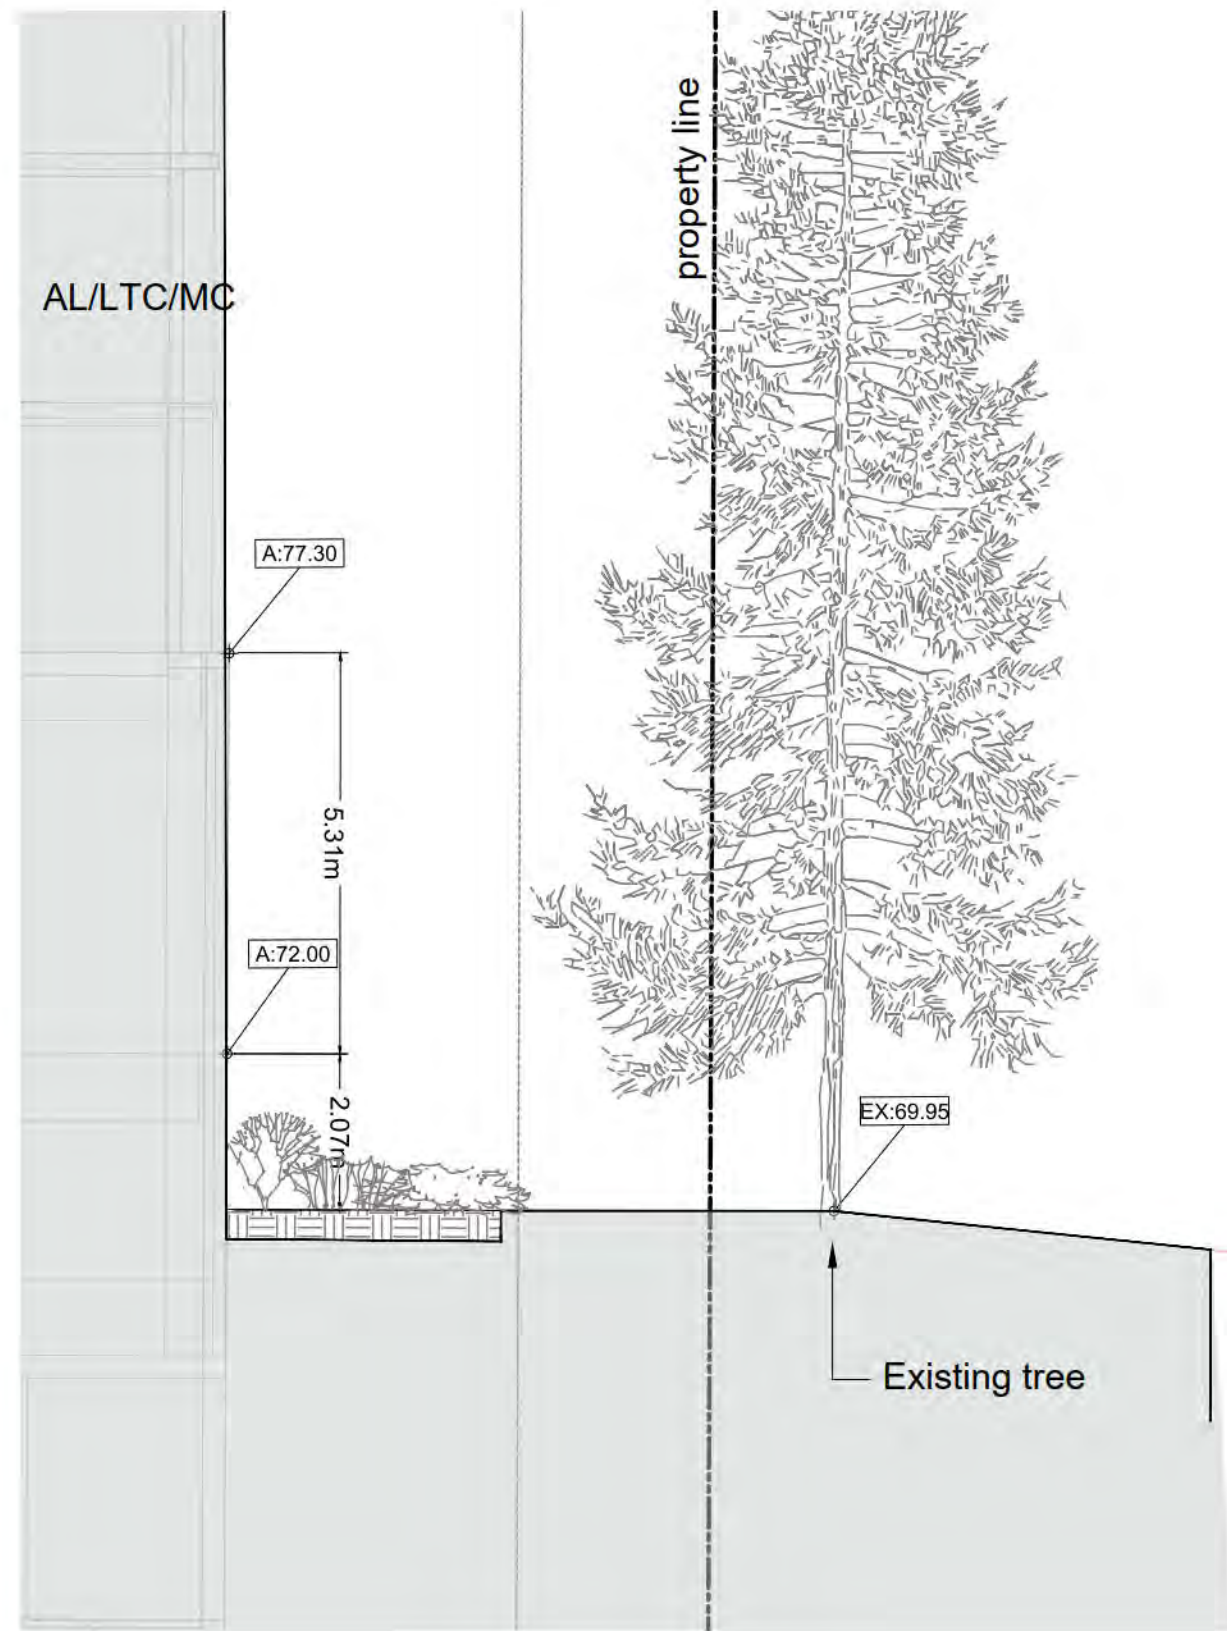 property line
AL/LTC/MC
A:77.30
5.31m
A:72.00
2.07m
EX:69.95
Existing tree